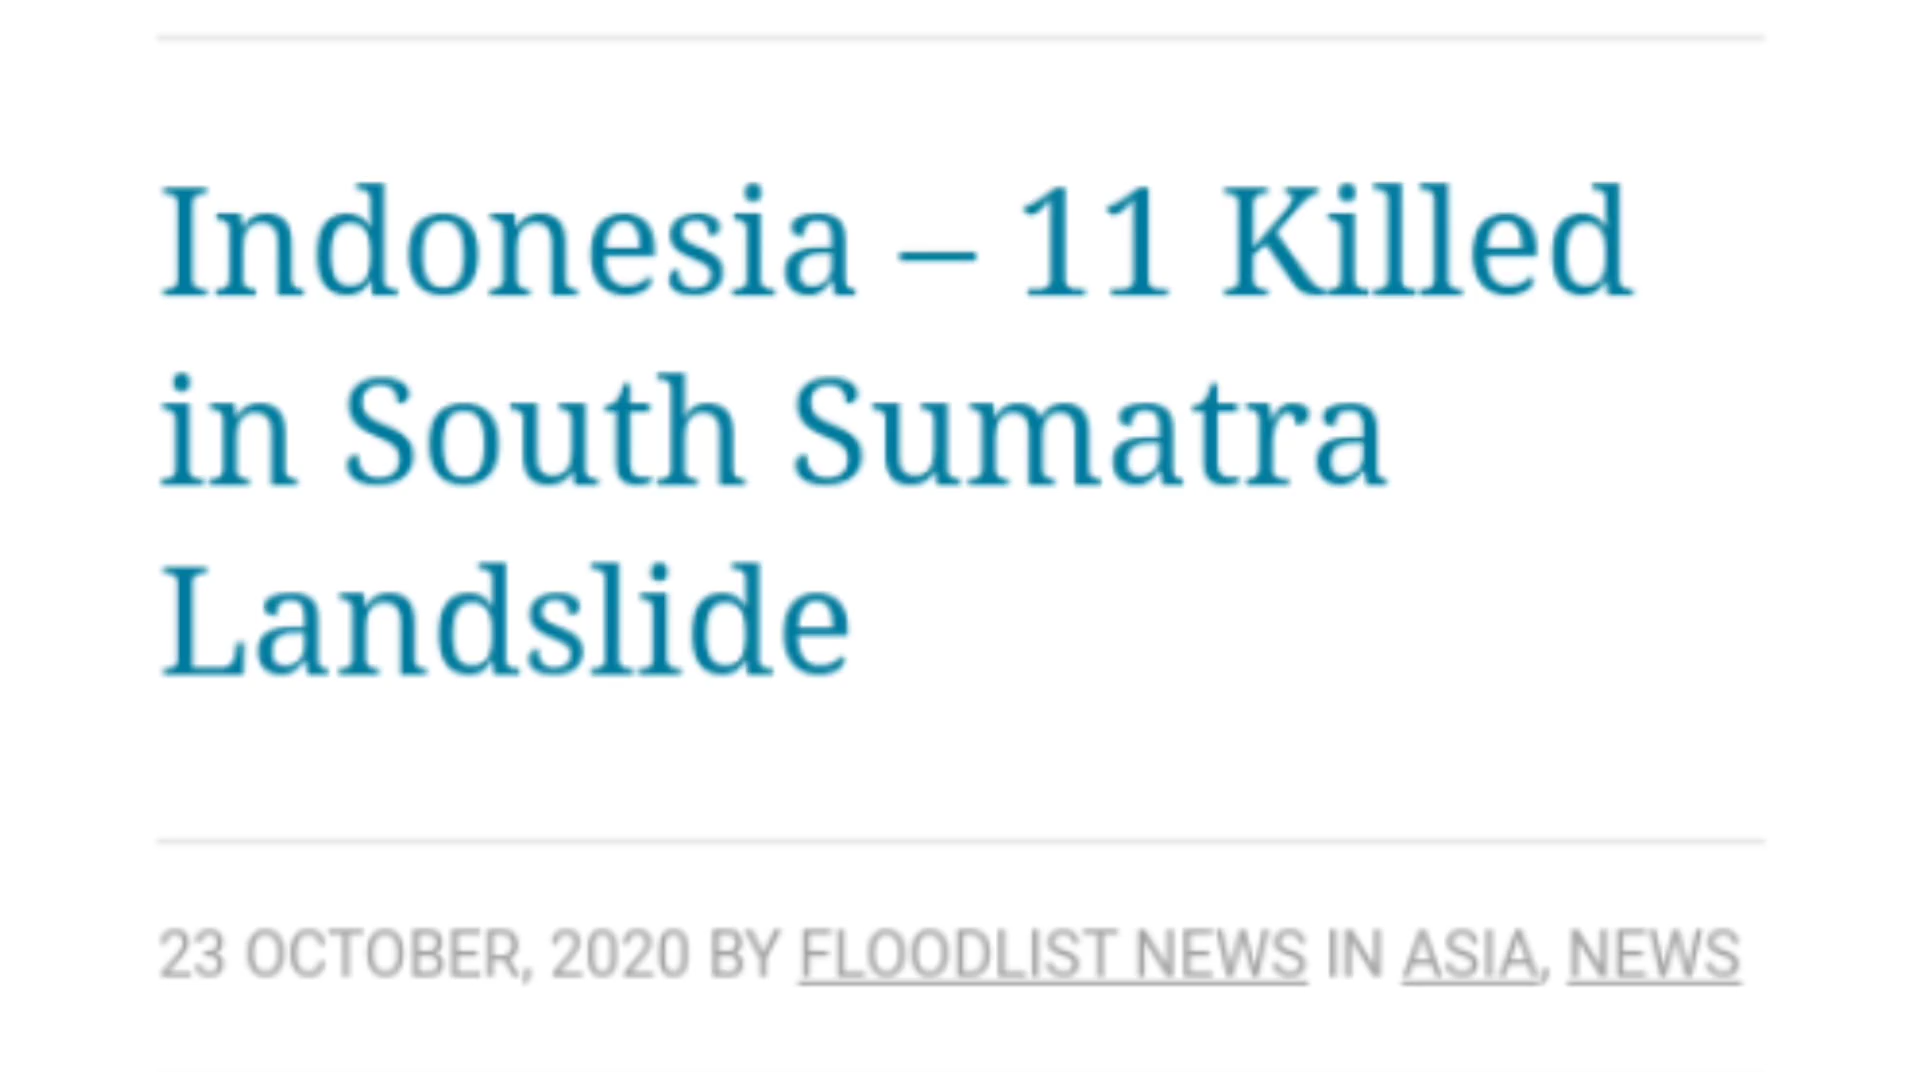 Indonesia – 11 Killed
in South Sumatra
Landslide
23 OCTOBER, 2020 BY FLOODLIST NEWS IN ASIA, NEWS